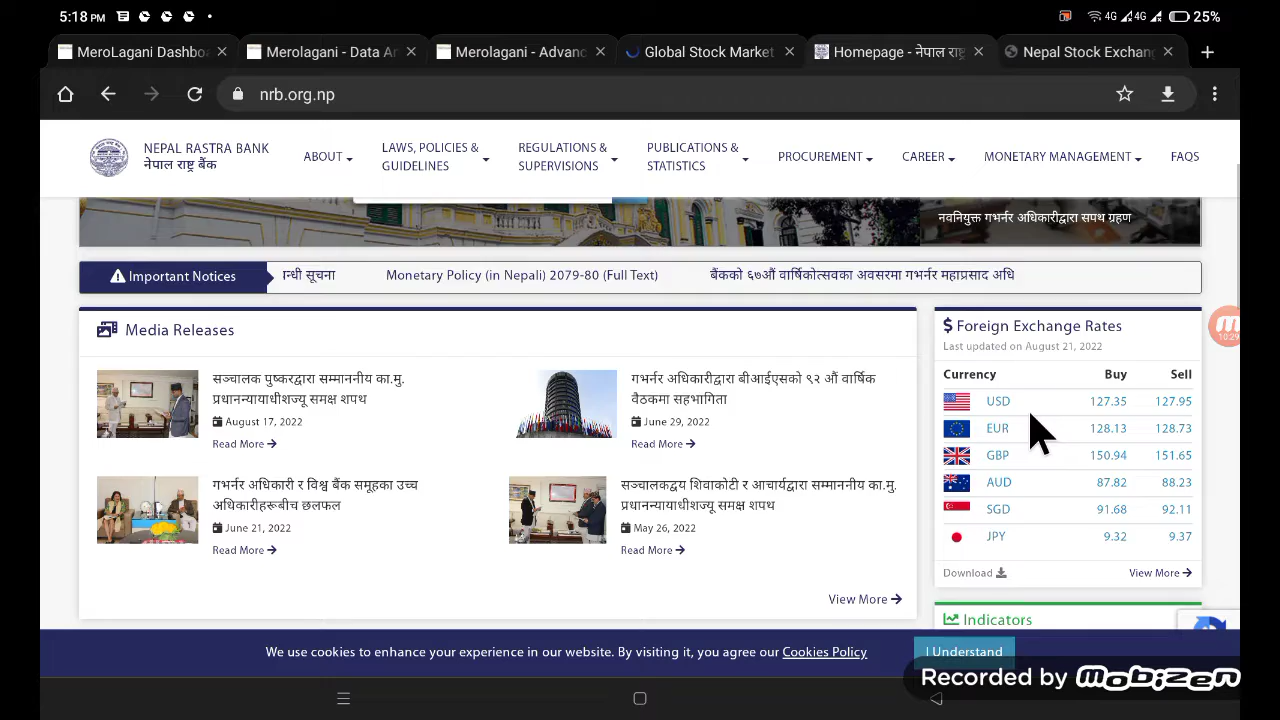 5:18 PM
4G 4G 25%
MeroLagani Dashbo
Merolagani - Data A
Merolagani - Advanc
Global Stock Market
Homepage - नेपाल राष्ट्र
Nepal Stock Exchan
nrb.org.np
NEPAL RASTRA BANK
नेपाल राष्ट्र बैंक
ABOUT
LAWS, POLICIES &
GUIDELINES
REGULATIONS &
SUPERVISIONS
PUBLICATIONS &
STATISTICS
PROCUREMENT
CAREER
MONETARY MANAGEMENT
FAQS
नवनियुक्त गभर्नर अधिकारीद्वारा सपथ ग्रहण
Important Notices
न्धी सूचना
Monetary Policy (in Nepali) 2079-80 (Full Text)
बैंकको ६७औं वार्षिकोत्सवका अवसरमा गभर्नर महाप्रसाद अधि
Media Releases
सञ्चालक पुष्करद्वारा सम्माननीय का.मु.
प्रधानन्यायाधीशज्यू समक्ष शपथ
August 17, 2022
Read More
गभर्नर अधिकारीद्वारा बीआईएसको ९२ औं वार्षिक
वैठकमा सहभागिता
June 29, 2022
Read More
गभर्नर अधिकारी र विश्व बैंक समूहका उच्च
अधिकारीहरूबीच छलफल
June 21, 2022
Read More
सञ्चालकद्वय शिवाकोटी र आचार्यद्वारा सम्माननीय का.मु.
प्रधानन्यायाधीशज्यू समक्ष शपथ
May 26, 2022
Read More
View More
$ Foreign Exchange Rates
Last updated on August 21, 2022
Currency Buy Sell
USD 127.35 127.95
EUR 128.13 128.73
GBP 150.94 151.65
AUD 87.82 88.23
SGD 91.68 92.11
JPY 9.32 9.37
Download View More
Indicators
10:29
We use cookies to enhance your experience in our website. By visiting it, you agree our Cookies Policy
I Understand
Recorded by mobizen